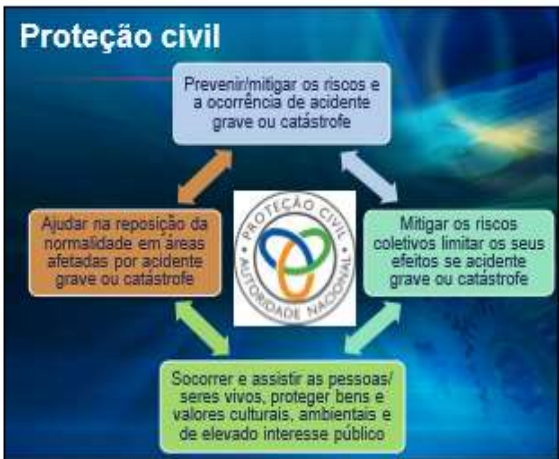 Proteção civil
Prevenir/mitigar os riscos e
a ocorrência de acidente
grave ou catástrofe
Ajudar na reposição da
normalidade em áreas
afetadas por acidente
grave ou catástrofe
PROTEÇÃO CIVIL
AUTORIDADE NACIONAL
Mitigar os riscos
coletivos limitar os seus
efeitos se acidente
grave ou catástrofe
Socorrer e assistir as pessoas/
seres vivos, proteger bens e
valores culturais, ambientais e
de elevado interesse público